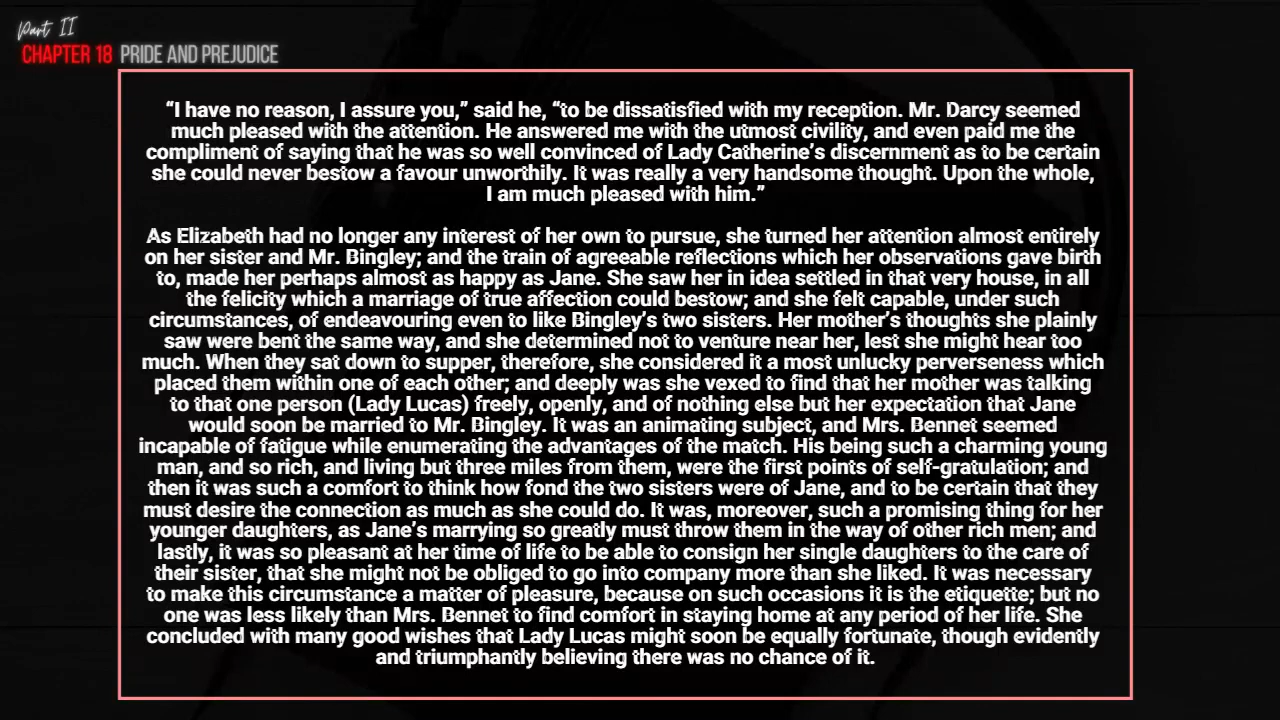 Part II
CHAPTER 18 PRIDE AND PREJUDICE
“I have no reason, I assure you,” said he, “to be dissatisfied with my reception. Mr. Darcy seemed
much pleased with the attention. He answered me with the utmost civility, and even paid me the
compliment of saying that he was so well convinced of Lady Catherine’s discernment as to be certain
she could never bestow a favour unworthily. It was really a very handsome thought. Upon the whole,
I am much pleased with him.”
As Elizabeth had no longer any interest of her own to pursue, she turned her attention almost entirely
on her sister and Mr. Bingley; and the train of agreeable reflections which her observations gave birth
to, made her perhaps almost as happy as Jane. She saw her in idea settled in that very house, in all
the felicity which a marriage of true affection could bestow; and she felt capable, under such
circumstances, of endeavouring even to like Bingley’s two sisters. Her mother’s thoughts she plainly
saw were bent the same way, and she determined not to venture near her, lest she might hear too
much. When they sat down to supper, therefore, she considered it a most unlucky perverseness which
placed them within one of each other; and deeply was she vexed to find that her mother was talking
to that one person (Lady Lucas) freely, openly, and of nothing else but her expectation that Jane
would soon be married to Mr. Bingley. It was an animating subject, and Mrs. Bennet seemed
incapable of fatigue while enumerating the advantages of the match. His being such a charming young
man, and so rich, and living but three miles from them, were the first points of self-gratulation; and
then it was such a comfort to think how fond the two sisters were of Jane, and to be certain that they
must desire the connection as much as she could do. It was, moreover, such a promising thing for her
younger daughters, as Jane’s marrying so greatly must throw them in the way of other rich men; and
lastly, it was so pleasant at her time of life to be able to consign her single daughters to the care of
their sister, that she might not be obliged to go into company more than she liked. It was necessary
to make this circumstance a matter of pleasure, because on such occasions it is the etiquette; but no
one was less likely than Mrs. Bennet to find comfort in staying home at any period of her life. She
concluded with many good wishes that Lady Lucas might soon be equally fortunate, though evidently
and triumphantly believing there was no chance of it.